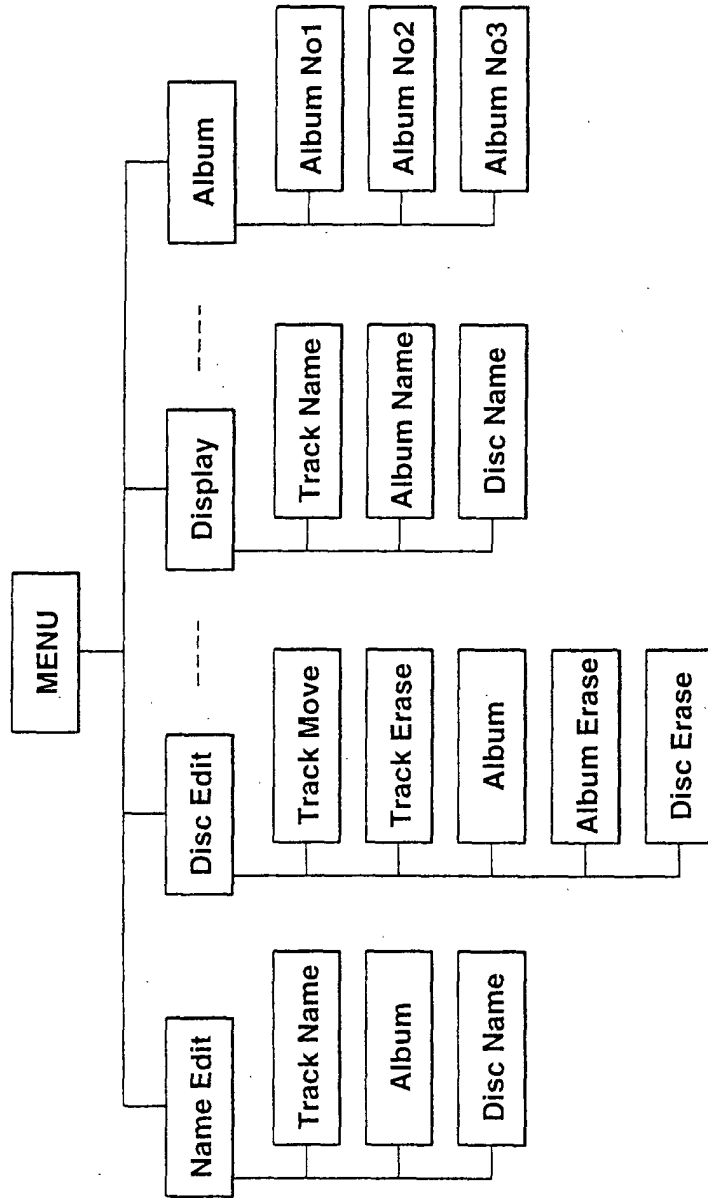 MENU
Name Edit
Track Name
Album
Disc Name
Disc Edit
Track Move
Track Erase
Album
Album Erase
Disc Erase
Display
Track Name
Album Name
Disc Name
Album
Album No1
Album No2
Album No3